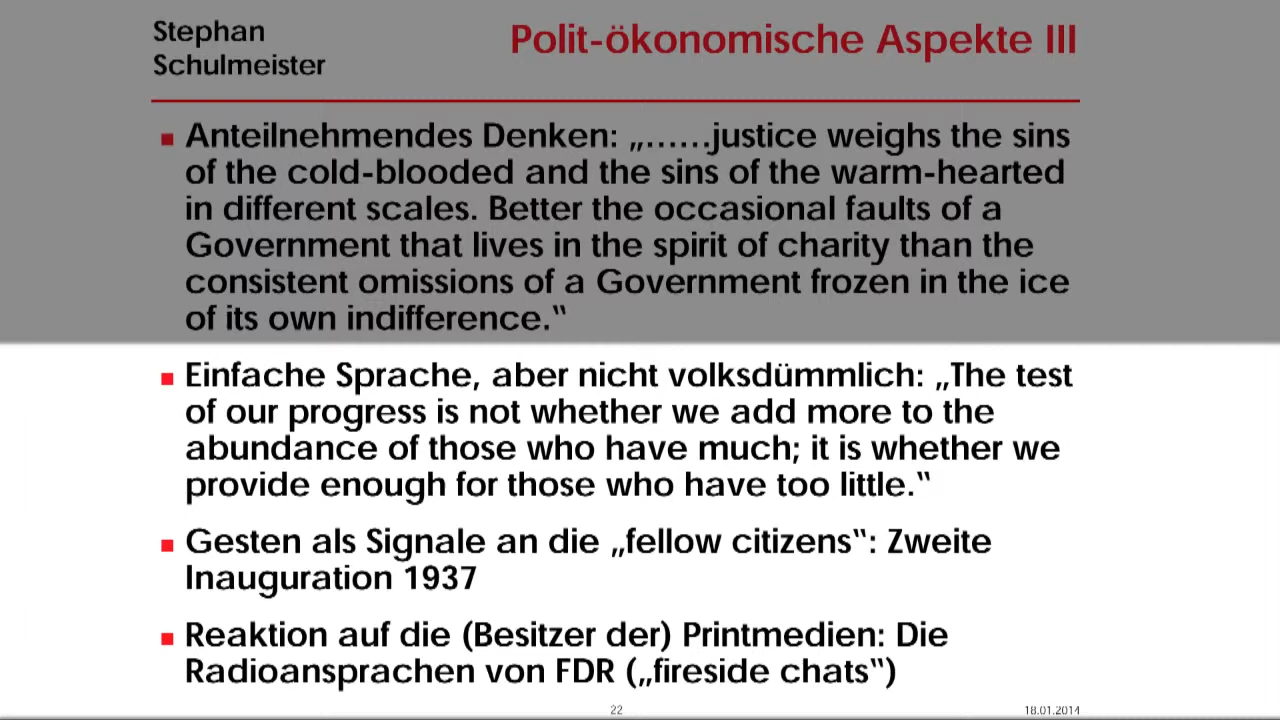 Stephan
Schulmeister
Polit-ökonomische Aspekte III
Anteilnehmendes Denken: „……justice weighs the sins
of the cold-blooded and the sins of the warm-hearted
in different scales. Better the occasional faults of a
Government that lives in the spirit of charity than the
consistent omissions of a Government frozen in the ice
of its own indifference.“
Einfache Sprache, aber nicht volksdümmlich: „The test
of our progress is not whether we add more to the
abundance of those who have much; it is whether we
provide enough for those who have too little.“
Gesten als Signale an die „fellow citizens“: Zweite
Inauguration 1937
Reaktion auf die (Besitzer der) Printmedien: Die
Radioansprachen von FDR („fireside chats“)
22
18.01.2014